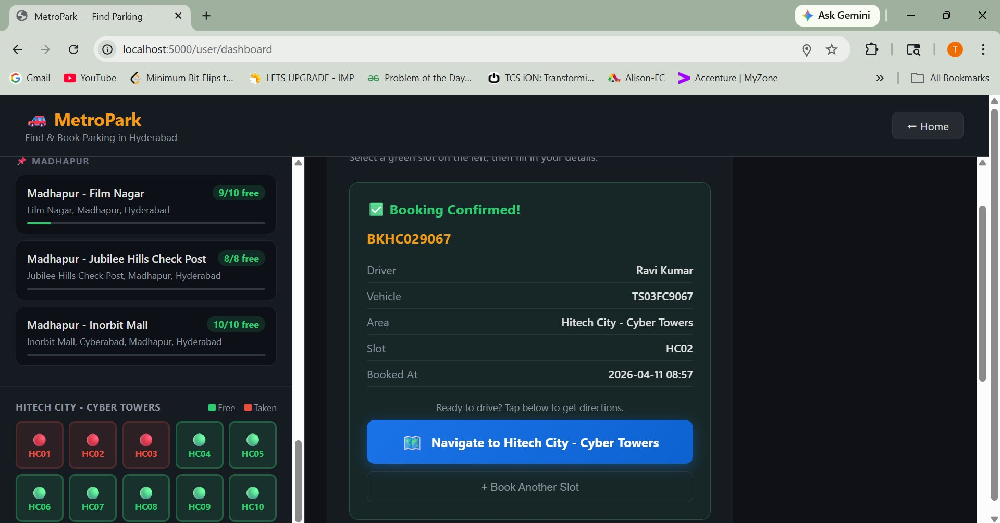 MetroPark — Find Parking
Ask Gemini
localhost:5000/user/dashboard
T
Gmail
YouTube
Minimum Bit Flips t...
LETS UPGRADE - IMP
Problem of the Day...
TCS iON: Transformi...
Alison-FC
Accenture | MyZone
All Bookmarks
MetroPark
Find & Book Parking in Hyderabad
Home
MADHAPUR
Madhapur - Film Nagar
9/10 free
Film Nagar, Madhapur, Hyderabad
Madhapur - Jubilee Hills Check Post
8/8 free
Jubilee Hills Check Post, Madhapur, Hyderabad
Madhapur - Inorbit Mall
10/10 free
Inorbit Mall, Cyberabad, Madhapur, Hyderabad
HITECH CITY - CYBER TOWERS
Free
Taken
HC01
HC02
HC03
HC04
HC05
HC06
HC07
HC08
HC09
HC10
Select a green slot on the left, then fill in your details.
Booking Confirmed!
BKHC029067
Driver
Ravi Kumar
Vehicle
TS03FC9067
Area
Hitech City - Cyber Towers
Slot
HC02
Booked At
2026-04-11 08:57
Ready to drive? Tap below to get directions.
Navigate to Hitech City - Cyber Towers
+ Book Another Slot